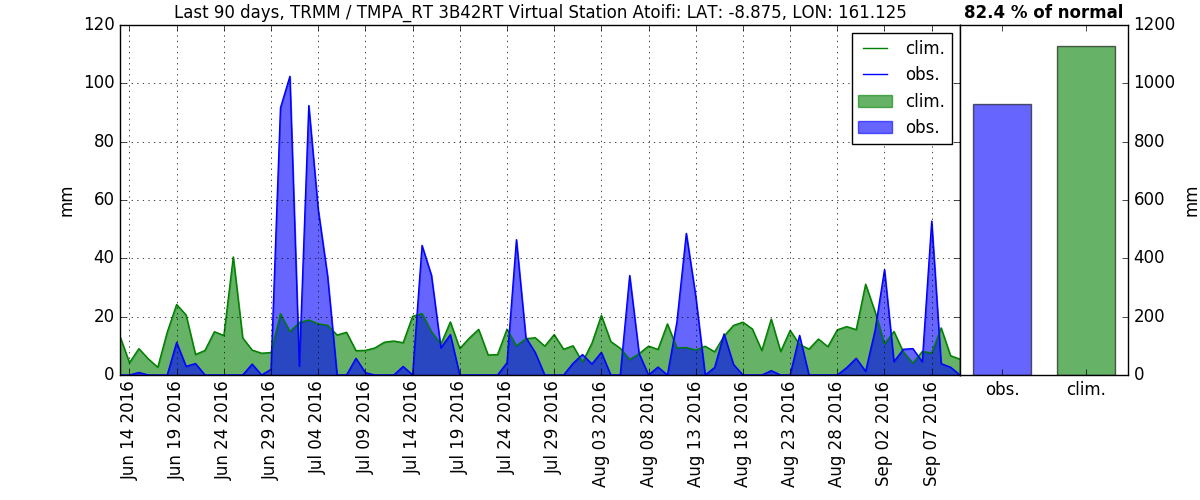 Last 90 days, TRMM / TMPA_RT 3B42RT Virtual Station Atoifi: LAT: -8.875, LON: 161.125
82.4 % of normal
120
100
80
60
40
20
0
mm
clim.
obs.
clim.
obs.
1200
1000
800
600
400
200
0
mm
obs.
clim.
Jun 14 2016
Jun 19 2016
Jun 24 2016
Jun 29 2016
Jul 04 2016
Jul 09 2016
Jul 14 2016
Jul 19 2016
Jul 24 2016
Jul 29 2016
Aug 03 2016
Aug 08 2016
Aug 13 2016
Aug 18 2016
Aug 23 2016
Aug 28 2016
Sep 02 2016
Sep 07 2016